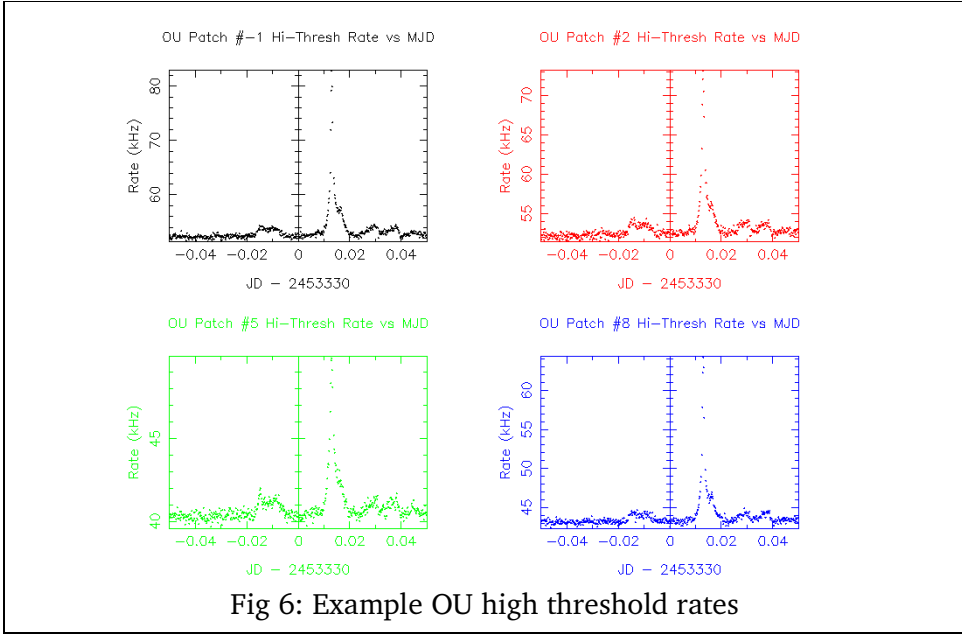 OU Patch #-1 Hi-Thresh Rate vs MJD
Rate (kHz)
80
70
60
-0.04 -0.02 0 0.02 0.04
JD - 2453330
OU Patch #2 Hi-Thresh Rate vs MJD
Rate (kHz)
70
65
60
55
-0.04 -0.02 0 0.02 0.04
JD - 2453330
OU Patch #5 Hi-Thresh Rate vs MJD
Rate (kHz)
45
40
-0.04 -0.02 0 0.02 0.04
JD - 2453330
OU Patch #8 Hi-Thresh Rate vs MJD
Rate (kHz)
60
55
50
45
-0.04 -0.02 0 0.02 0.04
JD - 2453330
Fig 6: Example OU high threshold rates